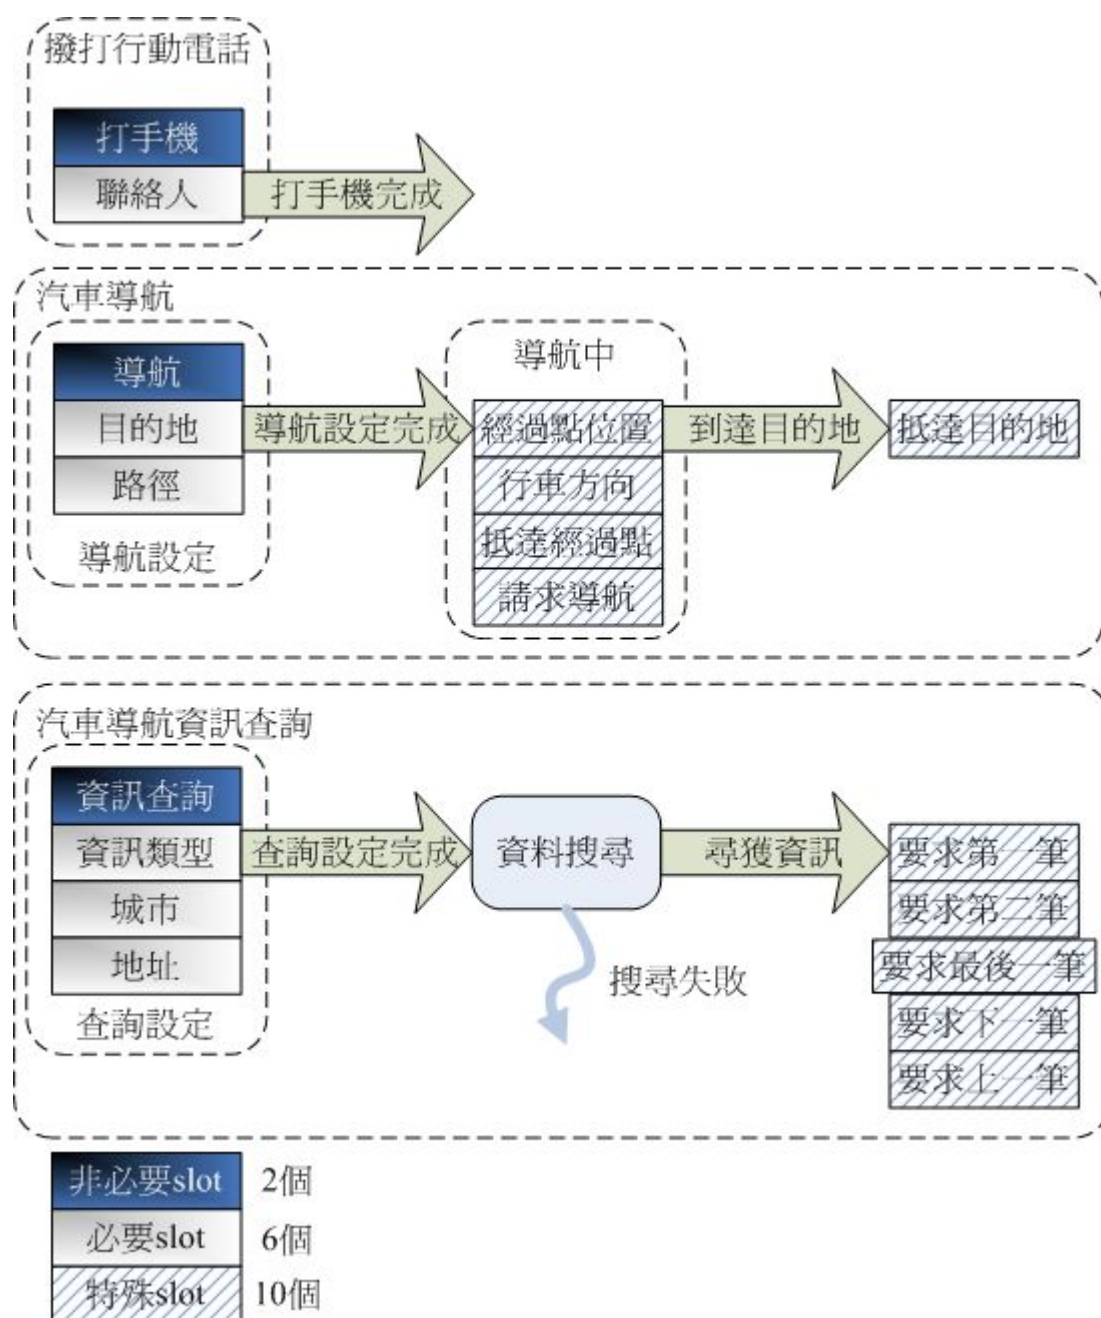 撥打行動電話
打手機
聯絡人
打手機完成
汽車導航
導航
目的地
路徑
導航設定
導航設定完成
導航中
經過點位置
行車方向
抵達經過點
請求導航
到達目的地
抵達目的地
汽車導航資訊查詢
資訊查詢
資訊類型
城市
地址
查詢設定
查詢設定完成
資料搜尋
搜尋失敗
尋獲資訊
要求第一筆
要求第二筆
要求最後一筆
要求下一筆
要求上一筆
非必要slot 2個
必要slot 6個
特殊slot 10個